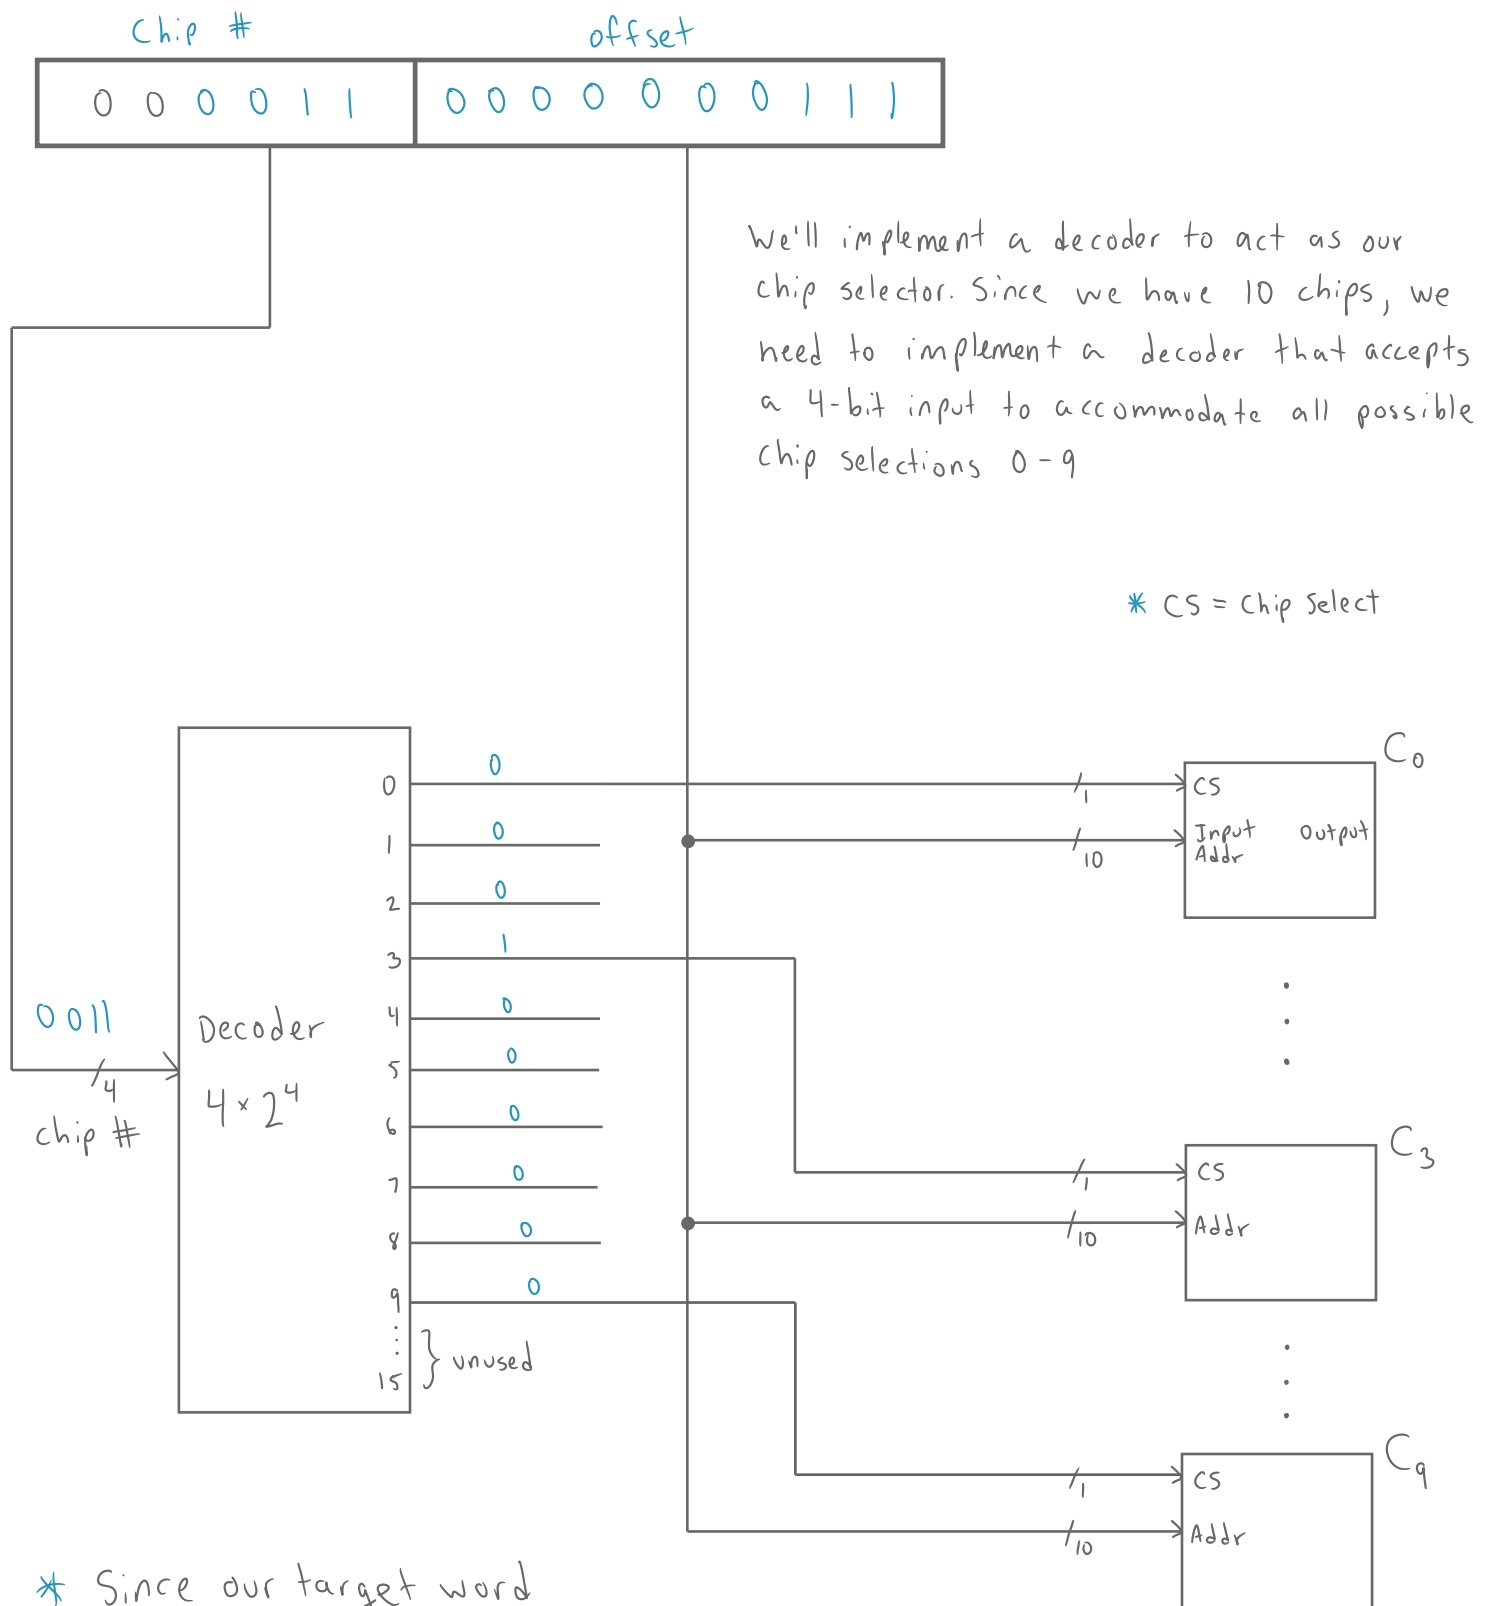 Chip # offset
0 0 0 0 1 1 0 0 0 0 0 0 0 1 1 1
We'll implement a decoder to act as our
chip selector. Since we have 10 chips, we
need to implement a decoder that accepts
a 4-bit input to accommodate all possible
Chip selections 0-9
* CS = Chip Select
C0
0 0
1 CS
1 0
10 Input Addr Output
2 0
3 1
0011
4
chip #
Decoder
4 × 2⁴
4 0
5 0
6 0
7 0
8 0
9 0
15 } unused
C3
1 CS
10 Addr
C9
1 CS
10 Addr
* Since our target word